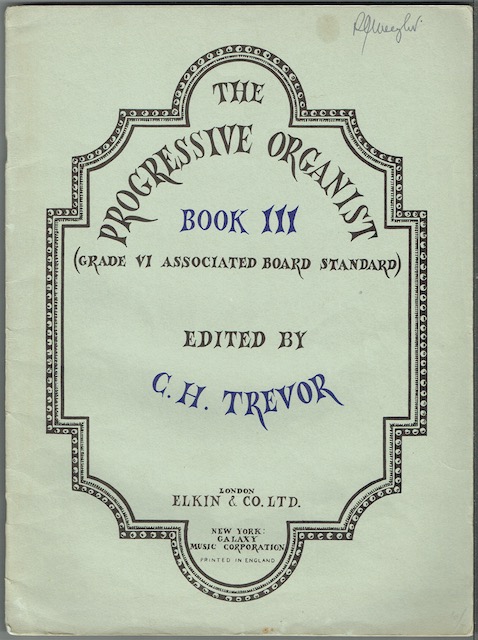 THE
PROGRESSIVE ORGANIST
BOOK III
(GRADE VI ASSOCIATED BOARD STANDARD)
EDITED BY
C. H. TREVOR
LONDON
ELKIN & CO. LTD.
NEW YORK:
GALAXY
MUSIC CORPORATION
PRINTED IN ENGLAND